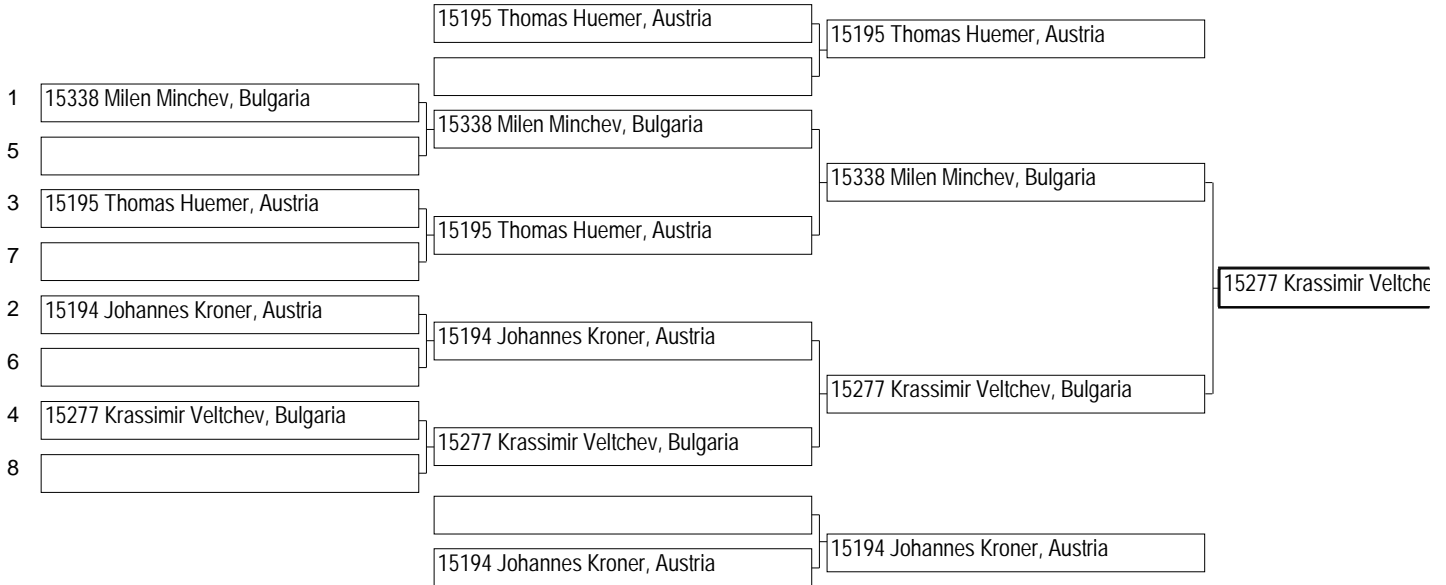 15195 Thomas Huemer, Austria
15195 Thomas Huemer, Austria
1 15338 Milen Minchev, Bulgaria
15338 Milen Minchev, Bulgaria
5
15338 Milen Minchev, Bulgaria
3 15195 Thomas Huemer, Austria
15195 Thomas Huemer, Austria
7
15277 Krassimir Veltche
2 15194 Johannes Kroner, Austria
15194 Johannes Kroner, Austria
6
15277 Krassimir Veltchev, Bulgaria
4 15277 Krassimir Veltchev, Bulgaria
15277 Krassimir Veltchev, Bulgaria
8
15194 Johannes Kroner, Austria
15194 Johannes Kroner, Austria